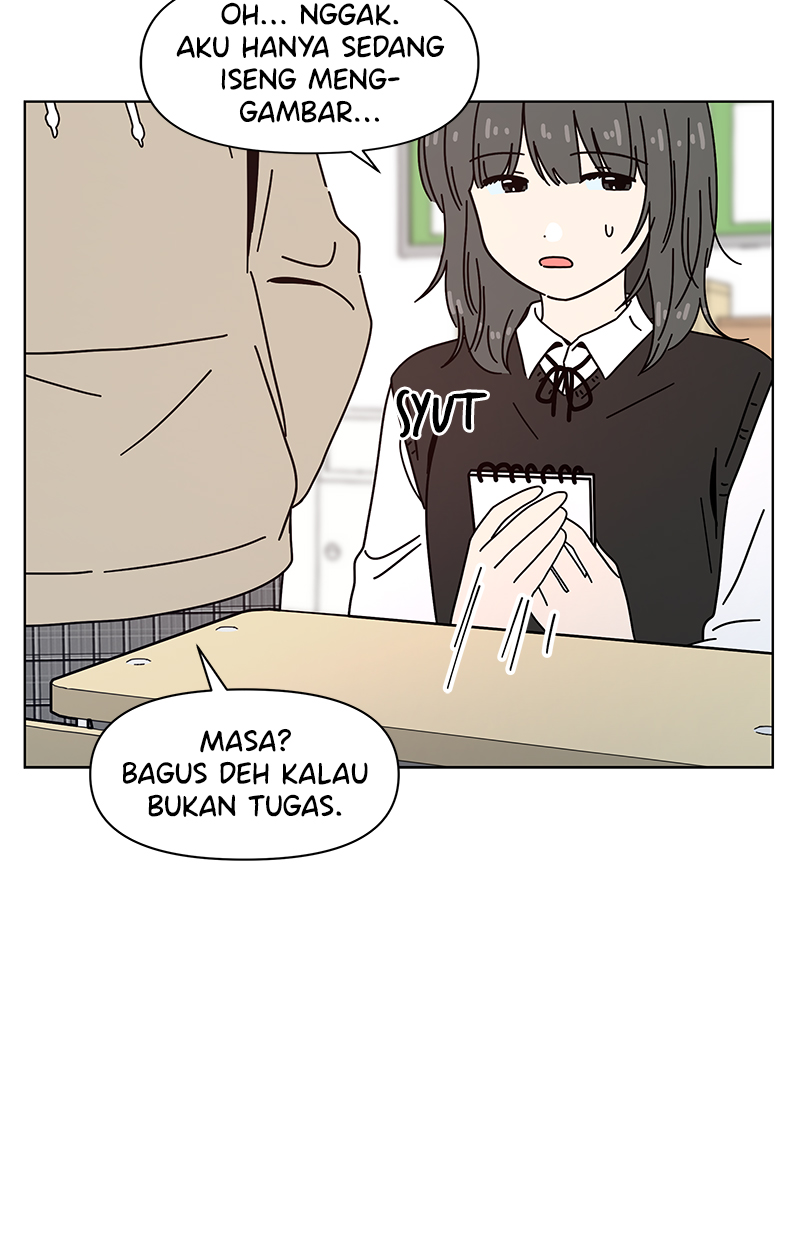 OH... NGGAK.
AKU HANYA SEDANG
ISENG MENG-
GAMBAR...
SYUT
MASA?
BAGUS DEH KALAU
BUKAN TUGAS.